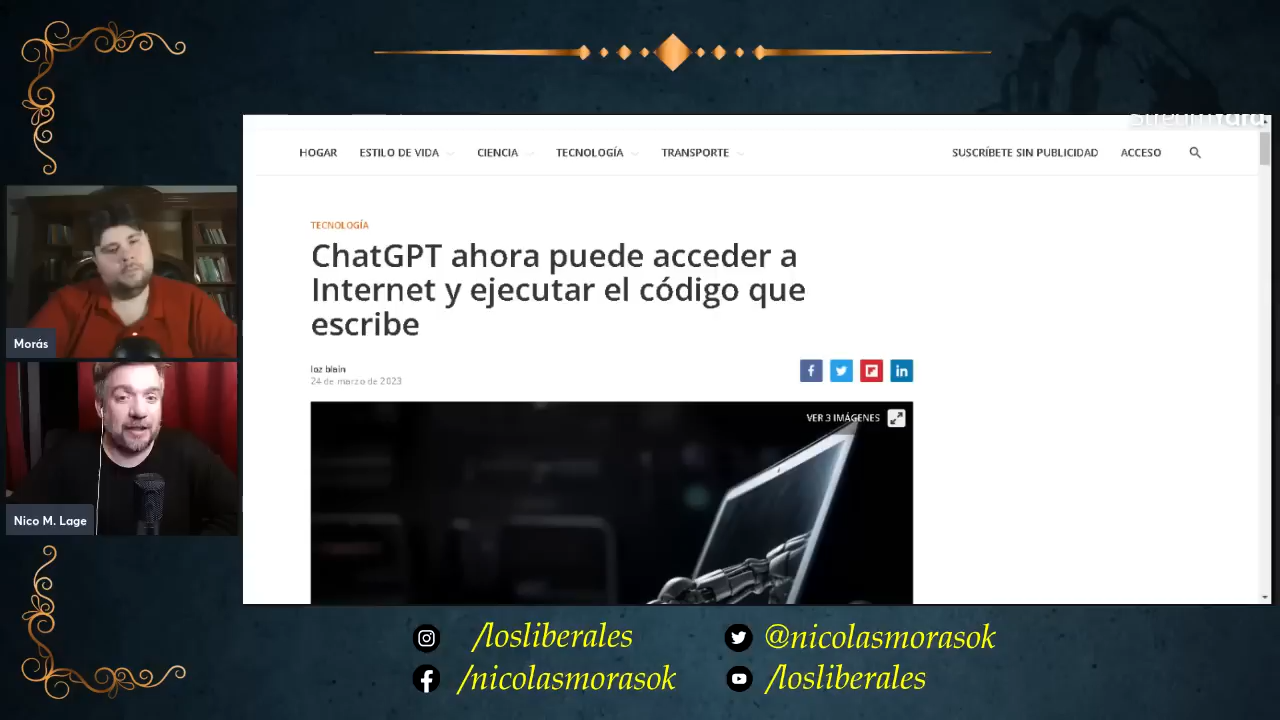 StreamYard
HOGAR ESTILO DE VIDA CIENCIA TECNOLOGÍA TRANSPORTE SUSCRÍBETE SIN PUBLICIDAD ACCESO
TECNOLOGÍA
ChatGPT ahora puede acceder a
Internet y ejecutar el código que
escribe
loz blain
24 de marzo de 2023
VER 3 IMÁGENES
Morás
Nico M. Lage
/losliberales
@nicolasmorasok
/nicolasmorasok
/losliberales